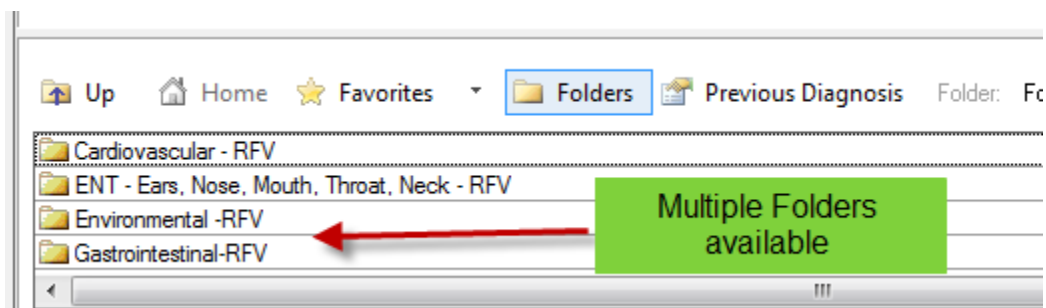 Up Home Favorites Folders Previous Diagnosis Folder:
Cardiovascular - RFV
ENT - Ears, Nose, Mouth, Throat, Neck - RFV
Environmental -RFV
Gastrointestinal-RFV
Multiple Folders
available